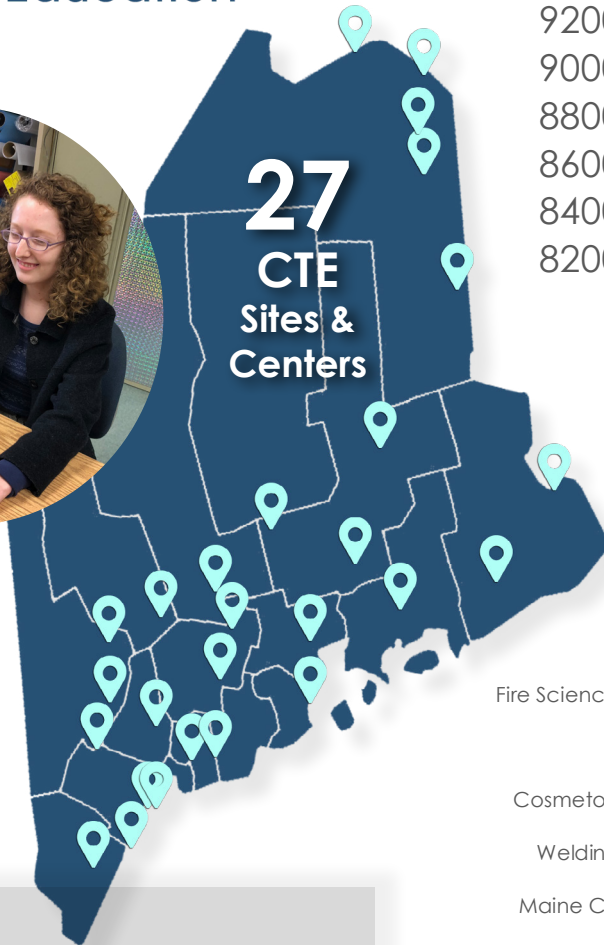 Education
27
CTE
Sites &
Centers
9200
9000
8800
8600
8400
8200
Fire Scienc
Cosmeto
Weldin
Maine C